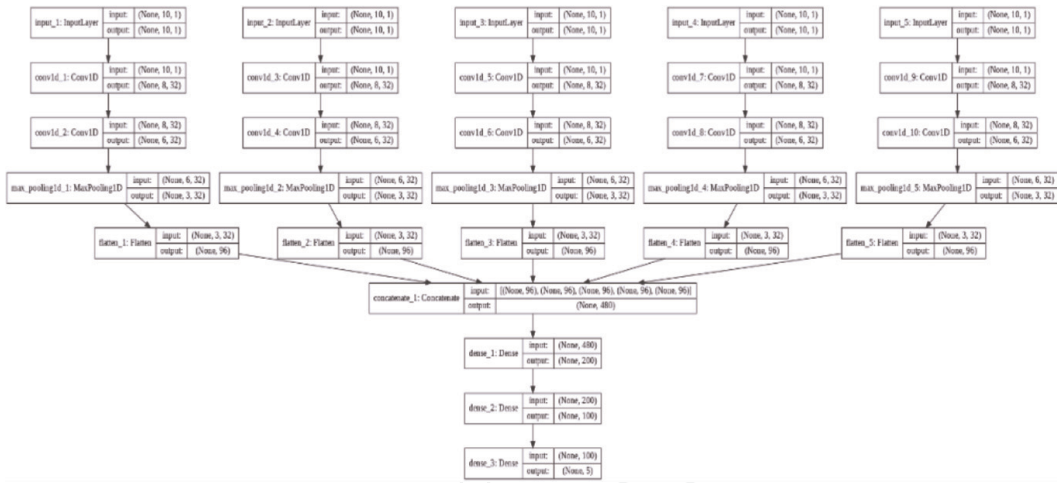 input_1: InputLayer input: (None, 10, 1) output: (None, 10, 1)
input_2: InputLayer input: (None, 10, 1) output: (None, 10, 1)
input_3: InputLayer input: (None, 10, 1) output: (None, 10, 1)
input_4: InputLayer input: (None, 10, 1) output: (None, 10, 1)
input_5: InputLayer input: (None, 10, 1) output: (None, 10, 1)
conv1d_1: Conv1D input: (None, 10, 1) output: (None, 8, 32)
conv1d_3: Conv1D input: (None, 10, 1) output: (None, 8, 32)
conv1d_5: Conv1D input: (None, 10, 1) output: (None, 8, 32)
conv1d_7: Conv1D input: (None, 10, 1) output: (None, 8, 32)
conv1d_9: Conv1D input: (None, 10, 1) output: (None, 8, 32)
conv1d_2: Conv1D input: (None, 8, 32) output: (None, 6, 32)
conv1d_4: Conv1D input: (None, 8, 32) output: (None, 6, 32)
conv1d_6: Conv1D input: (None, 8, 32) output: (None, 6, 32)
conv1d_8: Conv1D input: (None, 8, 32) output: (None, 6, 32)
conv1d_10: Conv1D input: (None, 8, 32) output: (None, 6, 32)
max_pooling1d_1: MaxPooling1D input: (None, 6, 32) output: (None, 3, 32)
max_pooling1d_2: MaxPooling1D input: (None, 6, 32) output: (None, 3, 32)
max_pooling1d_3: MaxPooling1D input: (None, 6, 32) output: (None, 3, 32)
max_pooling1d_4: MaxPooling1D input: (None, 6, 32) output: (None, 3, 32)
max_pooling1d_5: MaxPooling1D input: (None, 6, 32) output: (None, 3, 32)
flatten_1: Flatten input: (None, 3, 32) output: (None, 96)
flatten_2: Flatten input: (None, 3, 32) output: (None, 96)
flatten_3: Flatten input: (None, 3, 32) output: (None, 96)
flatten_4: Flatten input: (None, 3, 32) output: (None, 96)
flatten_5: Flatten input: (None, 3, 32) output: (None, 96)
concatenate_1: Concatenate input: [(None, 96), (None, 96), (None, 96), (None, 96), (None, 96)] output: (None, 480)
dense_1: Dense input: (None, 480) output: (None, 200)
dense_2: Dense input: (None, 200) output: (None, 100)
dense_3: Dense input: (None, 100) output: (None, 5)